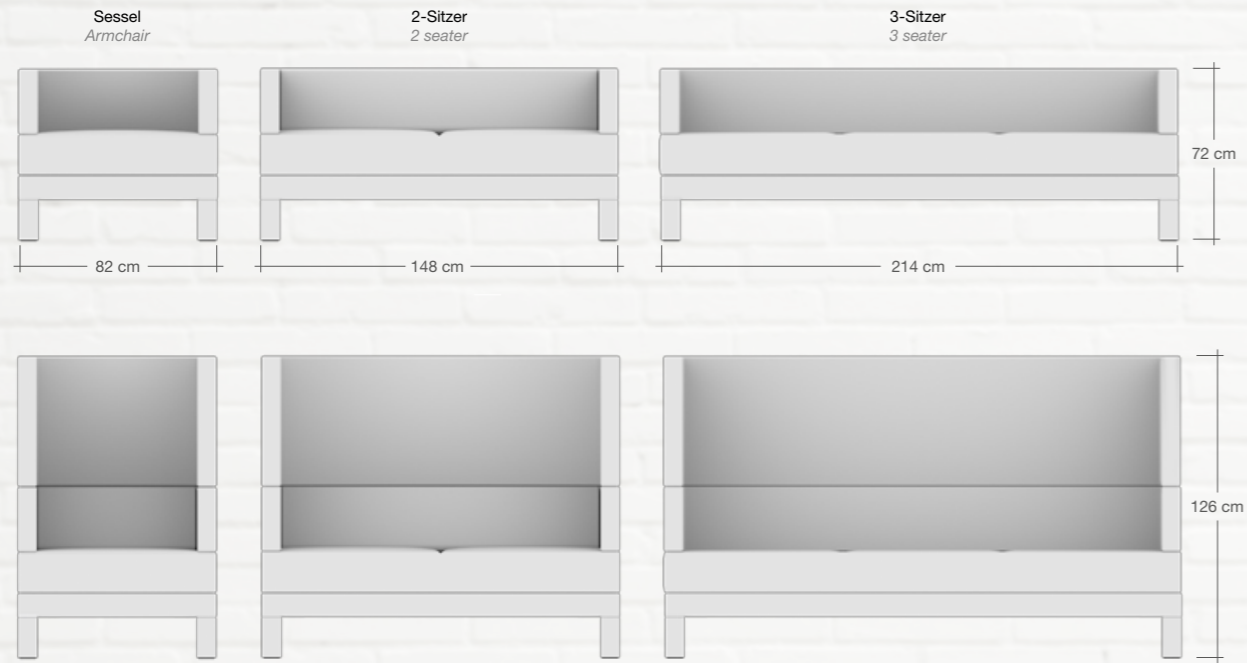 Sessel
Armchair
2-Sitzer
2 seater
3-Sitzer
3 seater
72 cm
82 cm
148 cm
214 cm
126 cm